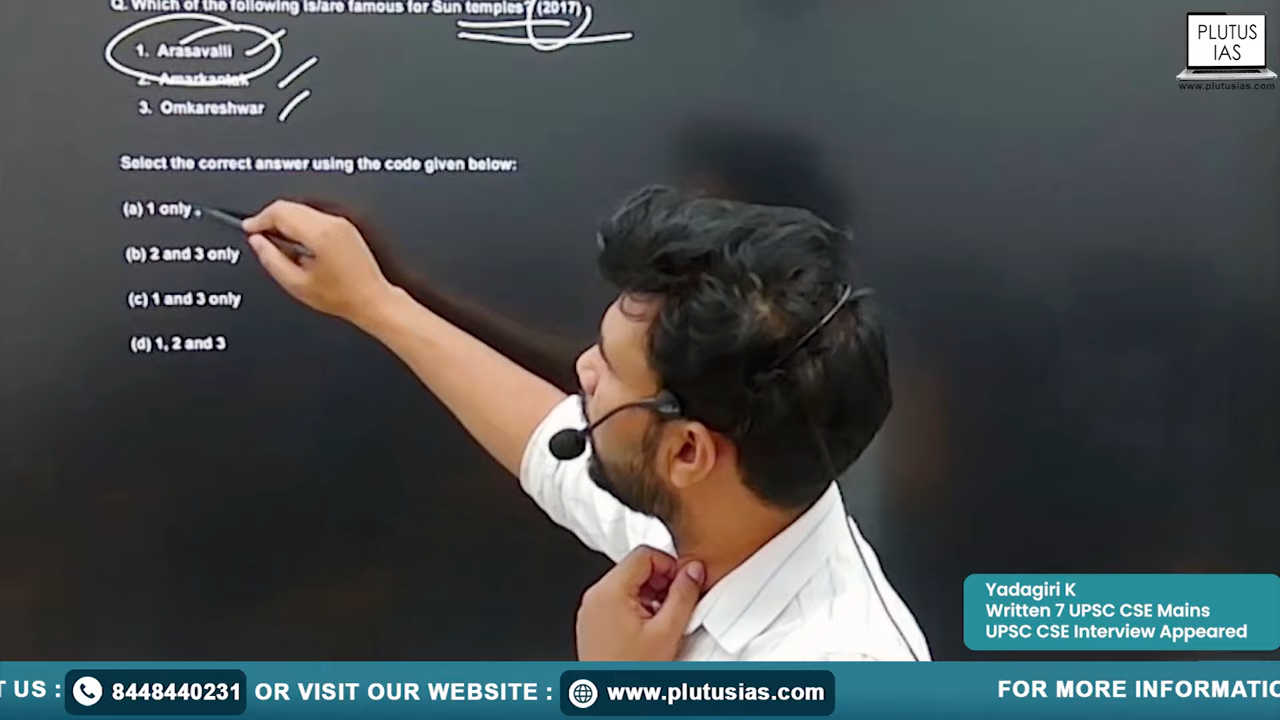 Q. Which of the following is/are famous for Sun temples? (2017)
1. Arasavalli
2. Amarkantak
3. Omkareshwar
Select the correct answer using the code given below:
(a) 1 only
(b) 2 and 3 only
(c) 1 and 3 only
(d) 1, 2 and 3
PLUTUS
IAS
www.plutusias.com
Yadagiri K
Written 7 UPSC CSE Mains
UPSC CSE Interview Appeared
T US : 8448440231 OR VISIT OUR WEBSITE : www.plutusias.com FOR MORE INFORMATIO